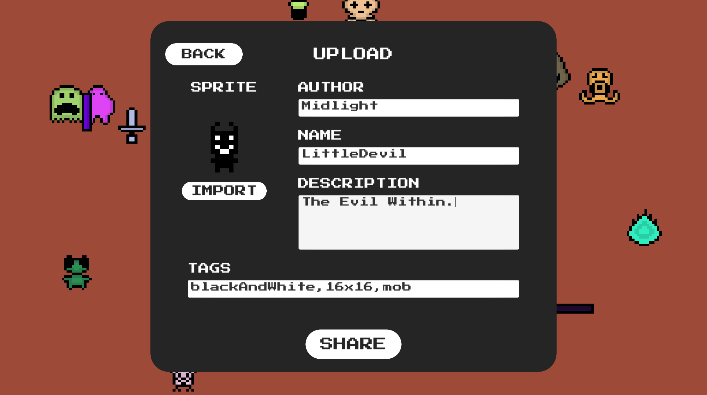 BACK
UPLOAD
SPRITE
AUTHOR
Midlight
NAME
LittleDevil
IMPORT
DESCRIPTION
The Evil Within.
TAGS
blackAndWhite,16x16,mob
SHARE